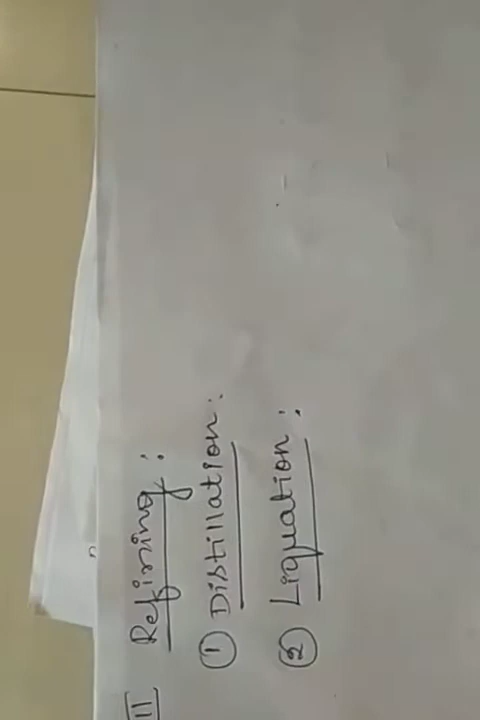 II Refining :
① Distillation.
② Liquation :